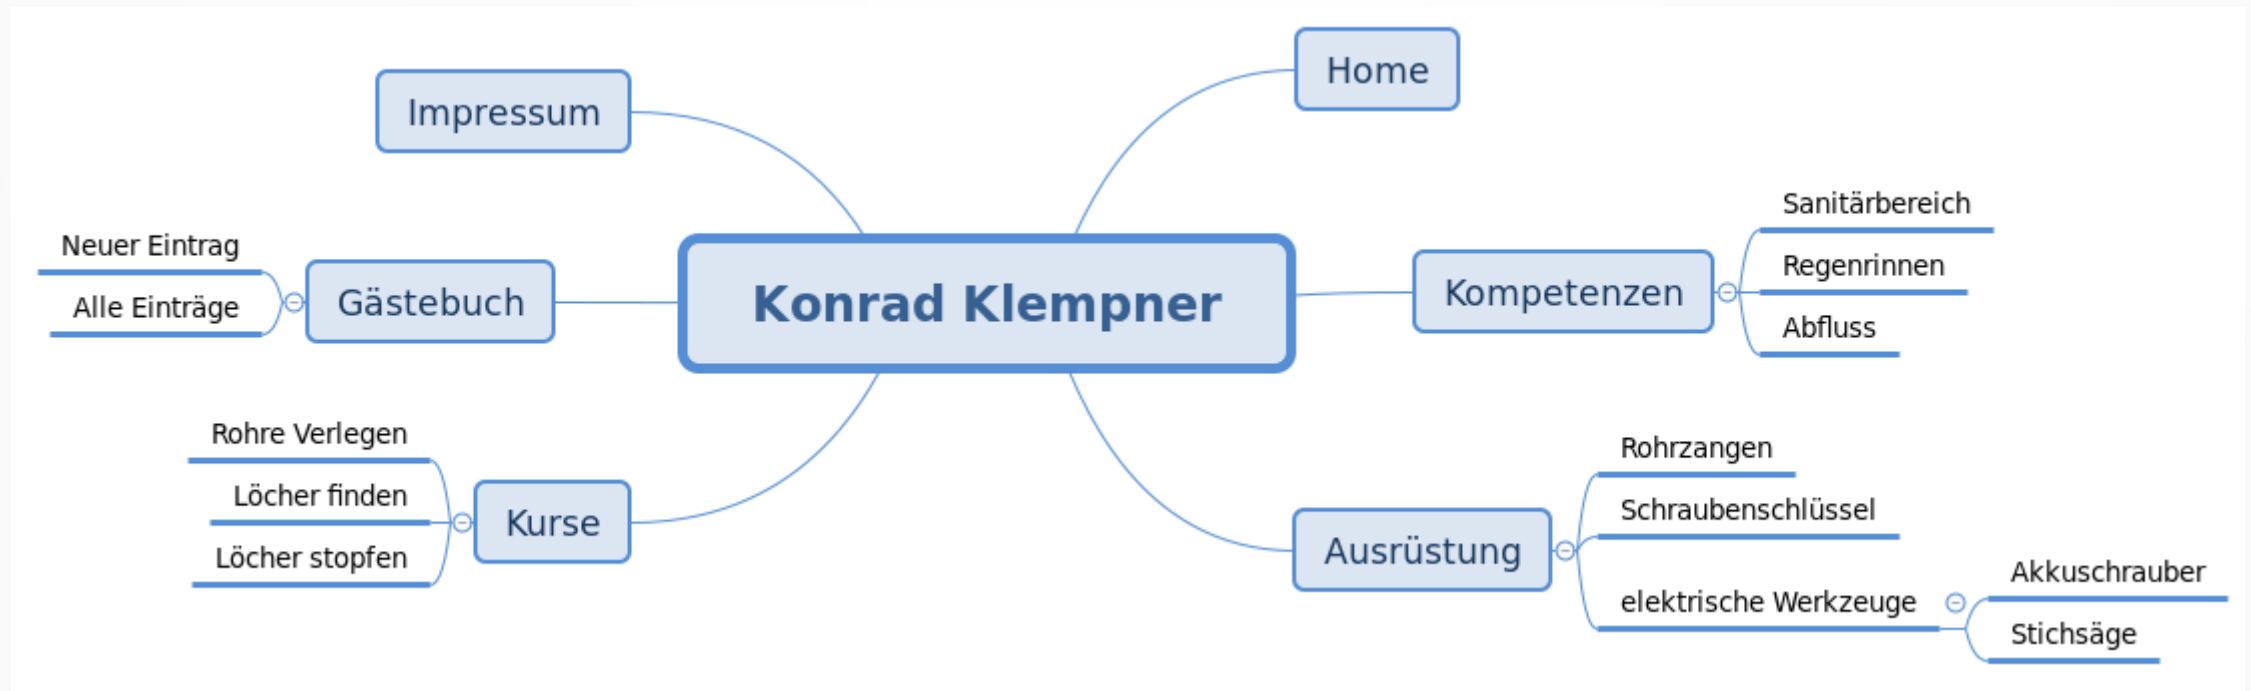 Konrad Klempner
Home
Kompetenzen
Sanitärbereich
Regenrinnen
Abfluss
Ausrüstung
Rohrzangen
Schraubenschlüssel
elektrische Werkzeuge
Akkuschrauber
Stichsäge
Kurse
Rohre Verlegen
Löcher finden
Löcher stopfen
Gästebuch
Neuer Eintrag
Alle Einträge
Impressum